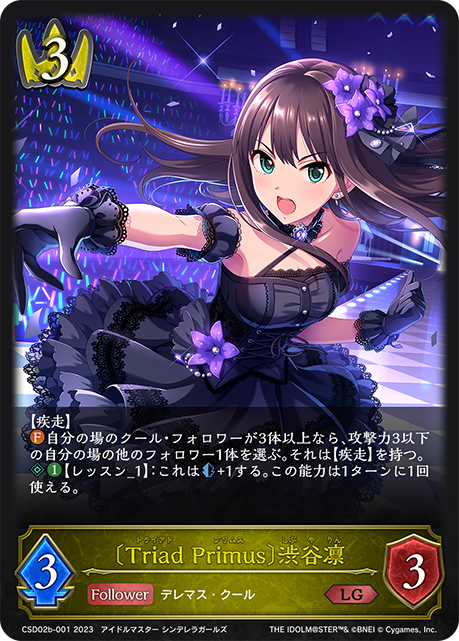 3
【疾走】
F自分の場のクール・フォロワーが3体以上なら、攻撃力3以下
の自分の場の他のフォロワー1体を選ぶ。それは【疾走】を持つ。
1【レッスン_1】：これは+1する。この能力は1ターンに1回
使える。
トライアド プリムス しぶ や りん
〔Triad Primus〕渋谷凛
3
Follower デレマス・クール LG
3
CSD02b-001 2023 アイドルマスター シンデレラガールズ THE IDOLM@STER™& ©BNEI © Cygames, Inc.